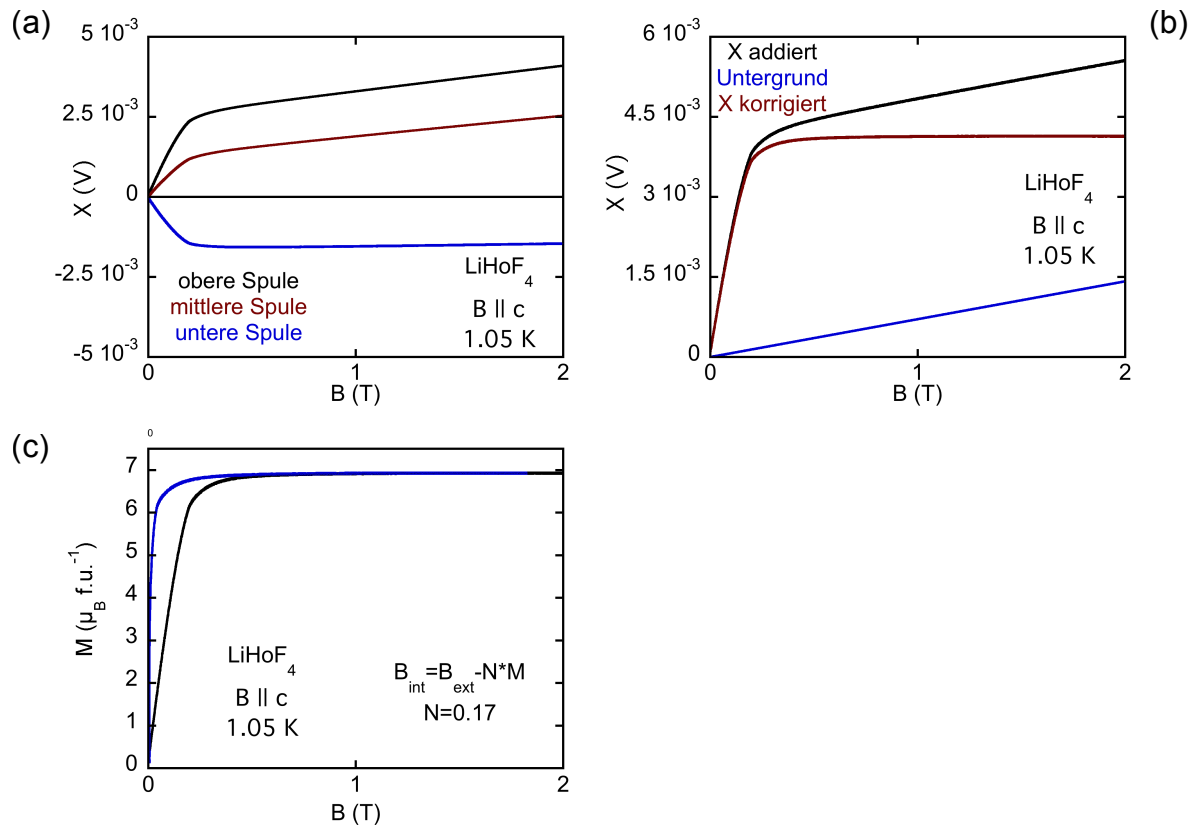 (a)
5 10⁻³
2.5 10⁻³
0
-2.5 10⁻³
-5 10⁻³
X (V)
obere Spule
mittlere Spule
untere Spule
LiHoF₄
B || c
1.05 K
0
1
2
B (T)
(b)
6 10⁻³
4.5 10⁻³
3 10⁻³
1.5 10⁻³
0
X (V)
X addiert
Untergrund
X korrigiert
LiHoF₄
B || c
1.05 K
0
1
2
B (T)
(c)
0
7
6
5
4
3
2
1
0
M (μ_B f.u.⁻¹)
LiHoF₄
B || c
1.05 K
B_int=B_ext-N*M
N=0.17
0
1
2
B (T)